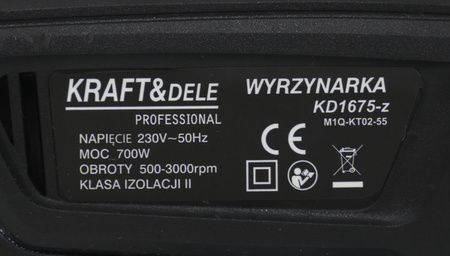 KRAFT&DELE
PROFESSIONAL
NAPIĘCIE 230V~50Hz
MOC 700W
OBROTY 500-3000rpm
KLASA IZOLACJI II
WYRZYNARKA
KD1675-z
M1Q-KT02-55
CE